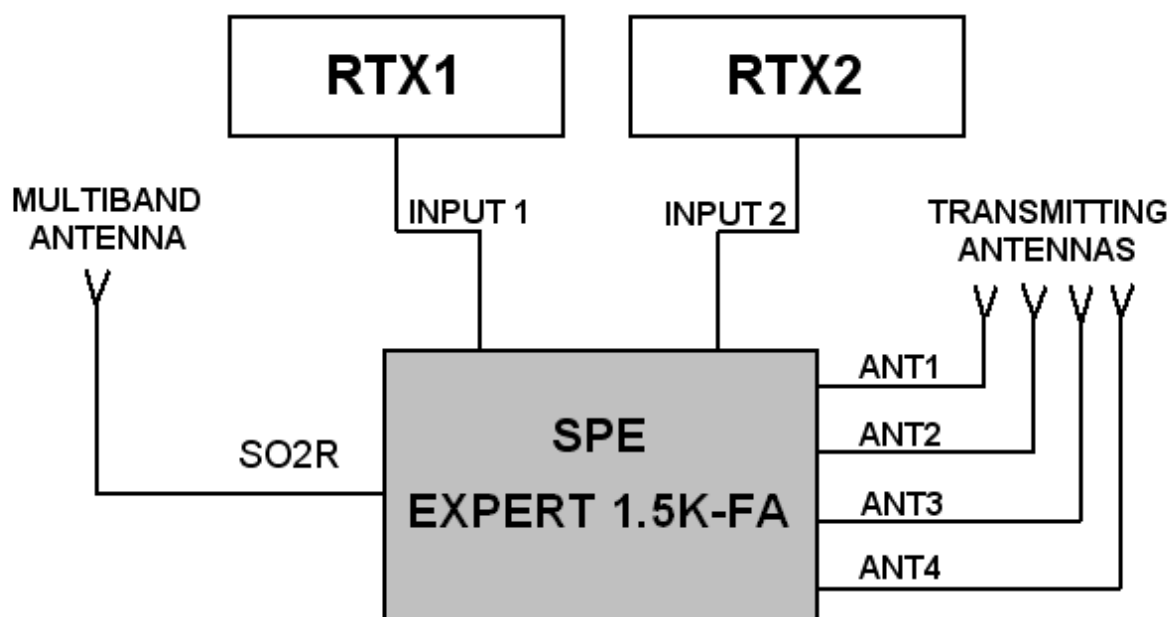 RTX1
RTX2
MULTIBAND
ANTENNA
INPUT 1
INPUT 2
TRANSMITTING
ANTENNAS
SO2R
SPE
EXPERT 1.5K-FA
ANT1
ANT2
ANT3
ANT4